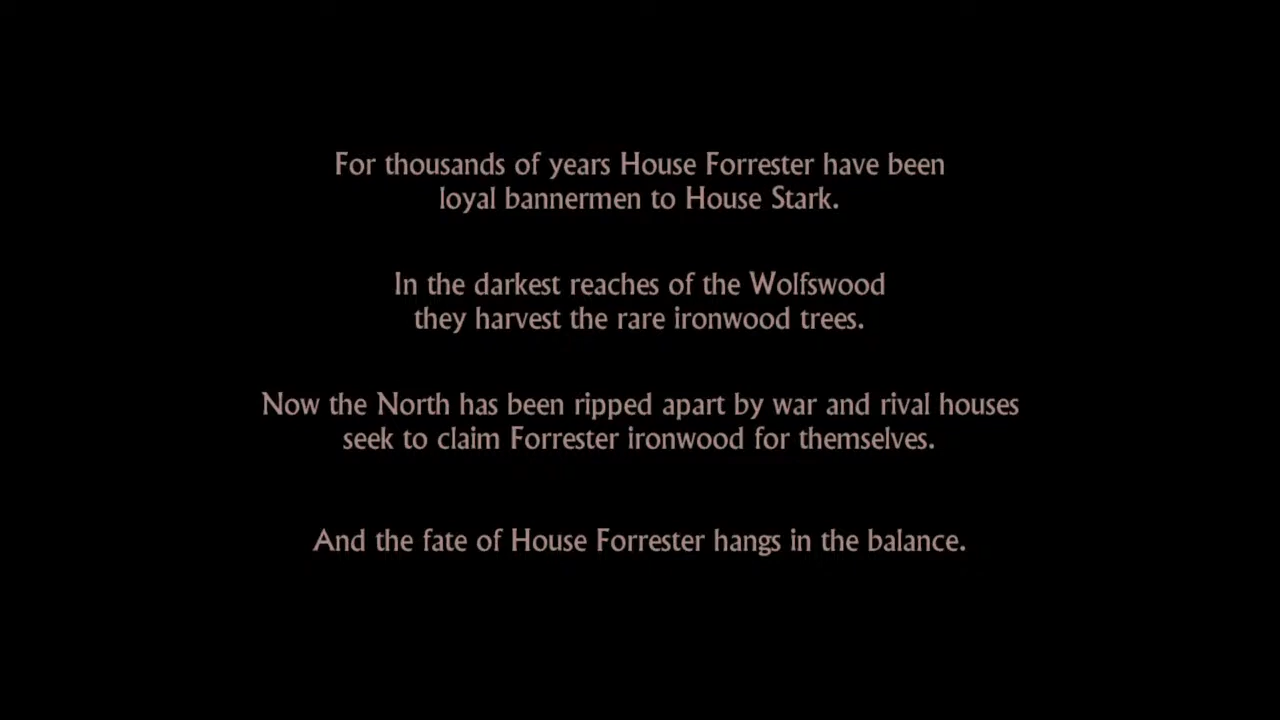 For thousands of years House Forrester have been
loyal bannermen to House Stark.
In the darkest reaches of the Wolfswood
they harvest the rare ironwood trees.
Now the North has been ripped apart by war and rival houses
seek to claim Forrester ironwood for themselves.
And the fate of House Forrester hangs in the balance.